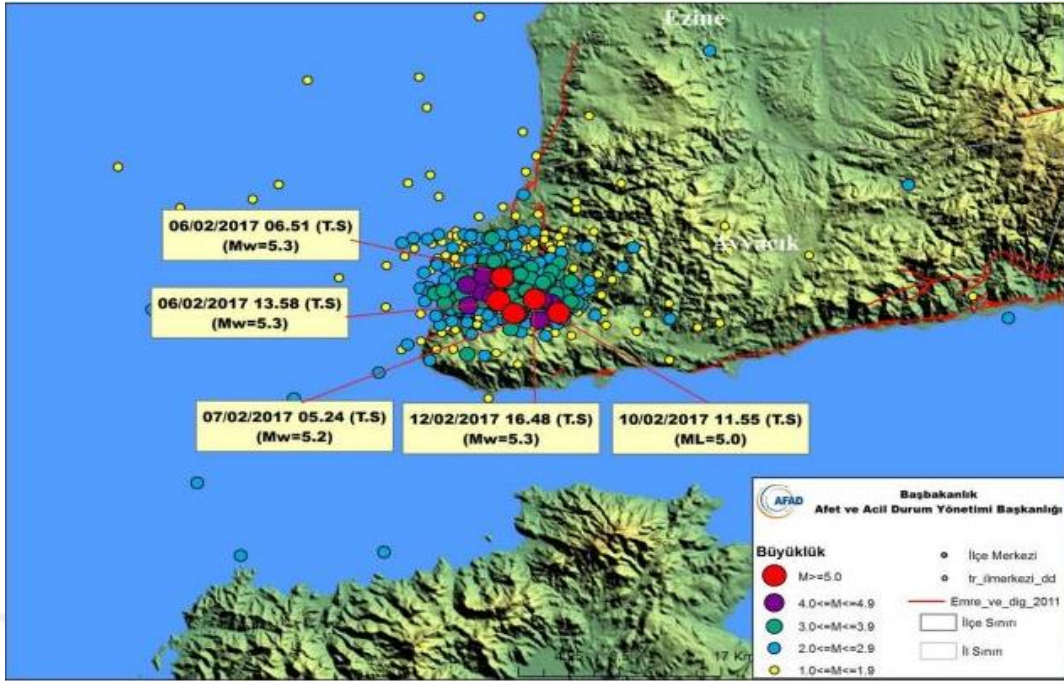 Ezine
Ayvacık
06/02/2017 06.51 (T.S)
(Mw=5.3)
06/02/2017 13.58 (T.S)
(Mw=5.3)
07/02/2017 05.24 (T.S)
(Mw=5.2)
12/02/2017 16.48 (T.S)
(Mw=5.3)
10/02/2017 11.55 (T.S)
(ML=5.0)
AFAD
Başbakanlık
Afet ve Acil Durum Yönetimi Başkanlığı
Büyüklük
M>=5.0
4.0<=M<=4.9
3.0<=M<=3.9
2.0<=M<=2.9
1.0<=M<=1.9
İlçe Merkezi
tr_ilmerkezi_dd
Emre_ve_dig_2011
İlçe Sınırı
İl Sınırı
17 Km